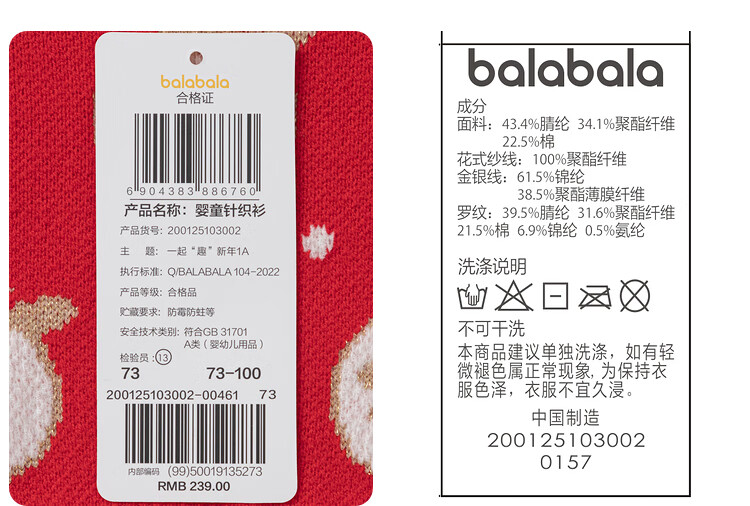 balabala
合格证
6 904383 886760
产品名称：婴童针织衫
产品货号：200125103002
主　　题：一起“趣”新年1A
执行标准：Q/BALABALA 104-2022
产品等级：合格品
贮藏要求：防霉防蛀等
安全技术类别：符合GB 31701
A类（婴幼儿用品）
检验员：13
73 73-100
200125103002-00461 73
内部编码 (99)50019135273
RMB 239.00
balabala
成分
面料：43.4%腈纶 34.1%聚酯纤维
22.5%棉
花式纱线：100%聚酯纤维
金银线：61.5%锦纶
38.5%聚酯薄膜纤维
罗纹：39.5%腈纶 31.6%聚酯纤维
21.5%棉 6.9%锦纶 0.5%氨纶
洗涤说明
不可干洗
本商品建议单独洗涤，如有轻
微褪色属正常现象,为保持衣
服色泽，衣服不宜久浸。
中国制造
200125103002
0157